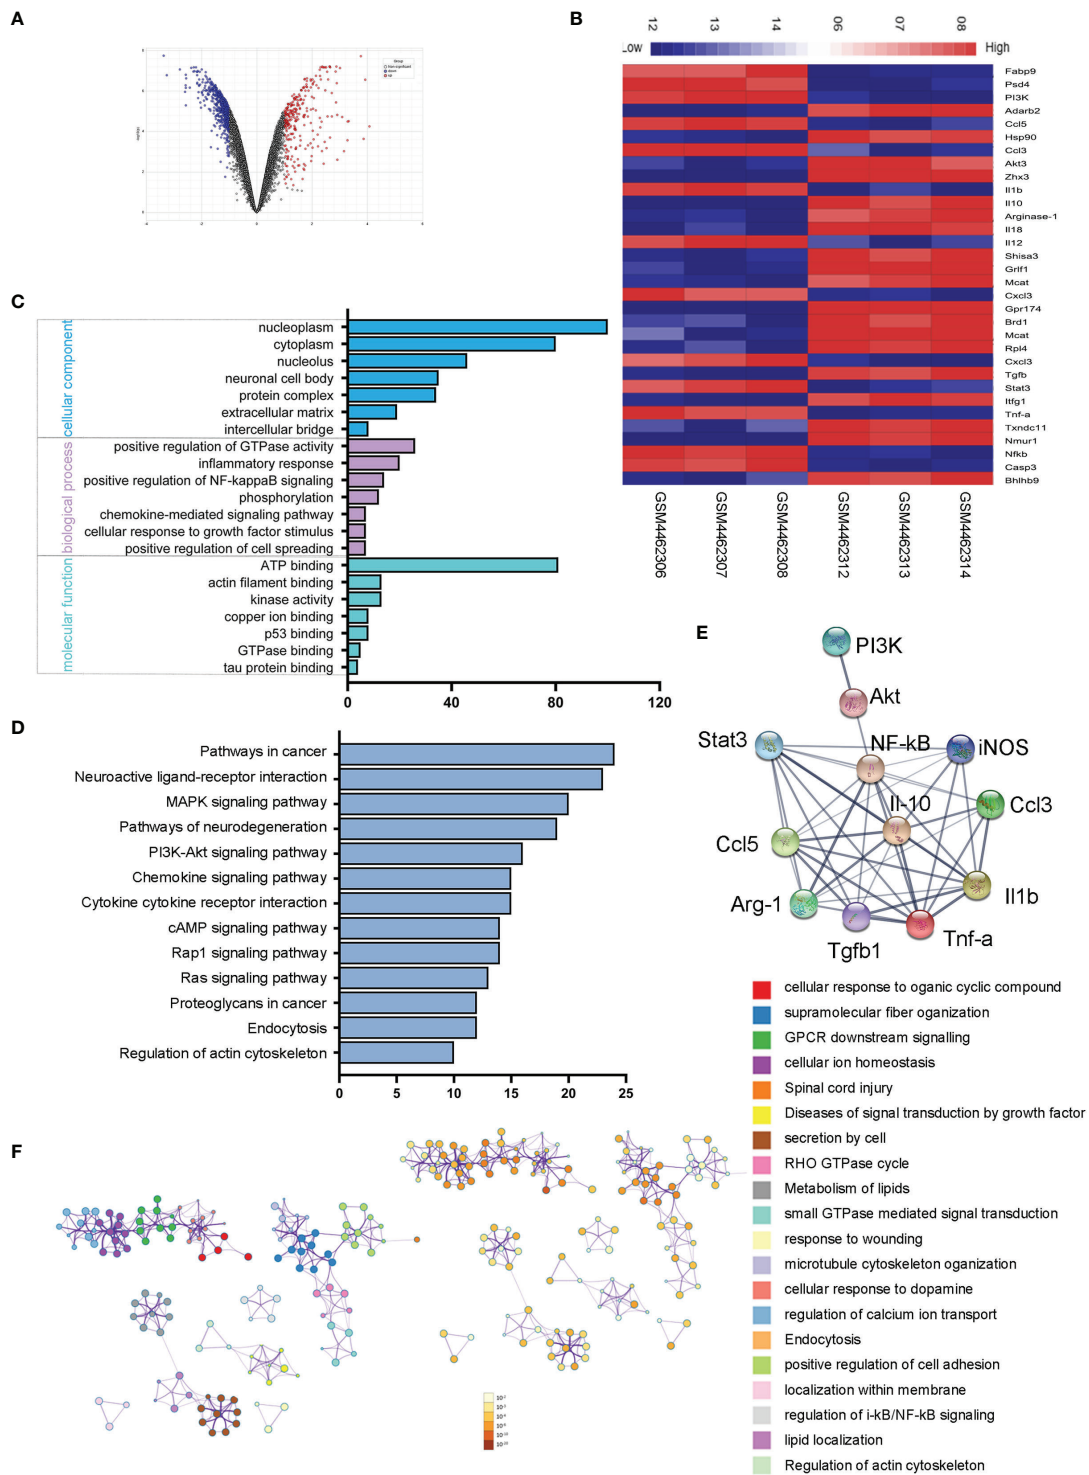 A
Group
down
up
-4
-2
0
2
4
6
B
12
13
14
06
07
08
Low
High
Fabp9
Psd4
PI3K
Adarb2
Ccl5
Hsp90
Ccl3
Akt3
Zhx3
Il1b
Il10
Arginase-1
Il18
Il12
Shisa3
Grlf1
Mcat
Cxcl3
Gpr174
Brd1
Mcat
Rpl4
Cxcl3
Tgfb
Stat3
Itfg1
Tnf-a
Txndc11
Nmur1
Nfkb
Casp3
Bhlhb9
GSM4462306
GSM4462307
GSM4462308
GSM4462312
GSM4462313
GSM4462314
C
cellular component
nucleoplasm
cytoplasm
nucleolus
neuronal cell body
protein complex
extracellular matrix
intercellular bridge
biological process
positive regulation of GTPase activity
inflammatory response
positive regulation of NF-kappaB signaling
phosphorylation
chemokine-mediated signaling pathway
cellular response to growth factor stimulus
positive regulation of cell spreading
molecular function
ATP binding
actin filament binding
kinase activity
copper ion binding
p53 binding
GTPase binding
tau protein binding
0
40
80
120
D
Pathways in cancer
Neuroactive ligand-receptor interaction
MAPK signaling pathway
Pathways of neurodegeneration
PI3K-Akt signaling pathway
Chemokine signaling pathway
Cytokine cytokine receptor interaction
cAMP signaling pathway
Rap1 signaling pathway
Ras signaling pathway
Proteoglycans in cancer
Endocytosis
Regulation of actin cytoskeleton
0
5
10
15
20
25
E
PI3K
Akt
Stat3
NF-kB
iNOS
Il-10
Ccl3
Ccl5
Il1b
Arg-1
Tgfb1
Tnf-a
F
cellular response to oganic cyclic compound
supramolecular fiber oganization
GPCR downstream signalling
cellular ion homeostasis
Spinal cord injury
Diseases of signal transduction by growth factor
secretion by cell
RHO GTPase cycle
Metabolism of lipids
small GTPase mediated signal transduction
response to wounding
microtubule cytoskeleton oganization
cellular response to dopamine
regulation of calcium ion transport
Endocytosis
positive regulation of cell adhesion
localization within membrane
regulation of i-kB/NF-kB signaling
lipid localization
Regulation of actin cytoskeleton